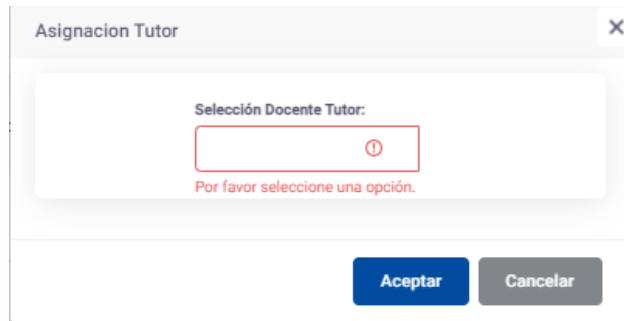 Asignacion Tutor
Selección Docente Tutor:
Por favor seleccione una opción.
Aceptar
Cancelar